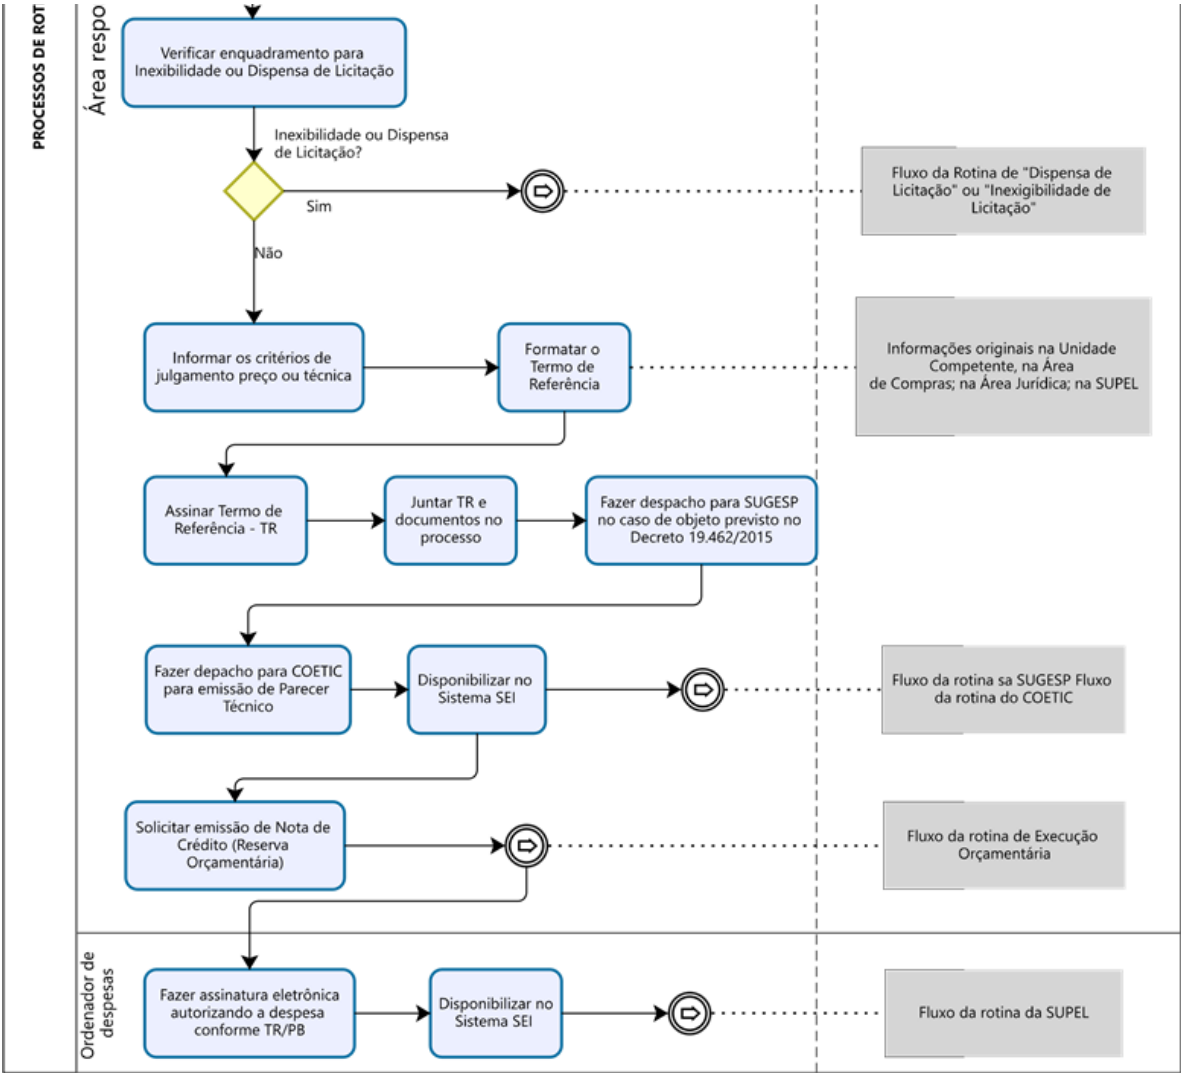 PROCESSOS DE ROT
Área respo
Verificar enquadramento para
Inexibilidade ou Dispensa de Licitação
Inexibilidade ou Dispensa
de Licitação?
Sim
Não
Fluxo da Rotina de "Dispensa de
Licitação" ou "Inexigibilidade de
Licitação"
Informar os critérios de
julgamento preço ou técnica
Formatar o
Termo de
Referência
Informações originais na Unidade
Competente, na Área
de Compras; na Área Jurídica; na SUPEL
Assinar Termo de
Referência - TR
Juntar TR e
documentos no
processo
Fazer despacho para SUGESP
no caso de objeto previsto no
Decreto 19.462/2015
Fazer depacho para COETIC
para emissão de Parecer
Técnico
Disponibilizar no
Sistema SEI
Fluxo da rotina sa SUGESP Fluxo
da rotina do COETIC
Solicitar emissão de Nota de
Crédito (Reserva
Orçamentária)
Fluxo da rotina de Execução
Orçamentária
Ordenador de
despesas
Fazer assinatura eletrônica
autorizando a despesa
conforme TR/PB
Disponibilizar no
Sistema SEI
Fluxo da rotina da SUPEL